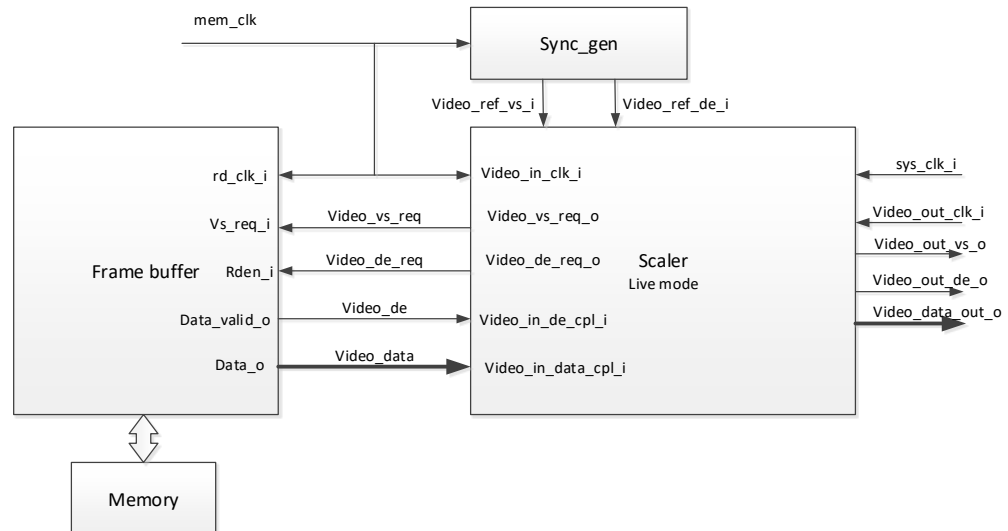 mem_clk
Sync_gen
Video_ref_vs_i
Video_ref_de_i
rd_clk_i
Video_in_clk_i
sys_clk_i
Vs_req_i
Video_vs_req
Video_vs_req_o
Video_out_clk_i
Video_out_vs_o
Frame buffer
Rden_i
Video_de_req
Video_de_req_o
Scaler
Live mode
Video_out_de_o
Data_valid_o
Video_de
Video_in_de_cpl_i
Video_data_out_o
Data_o
Video_data
Video_in_data_cpl_i
Memory